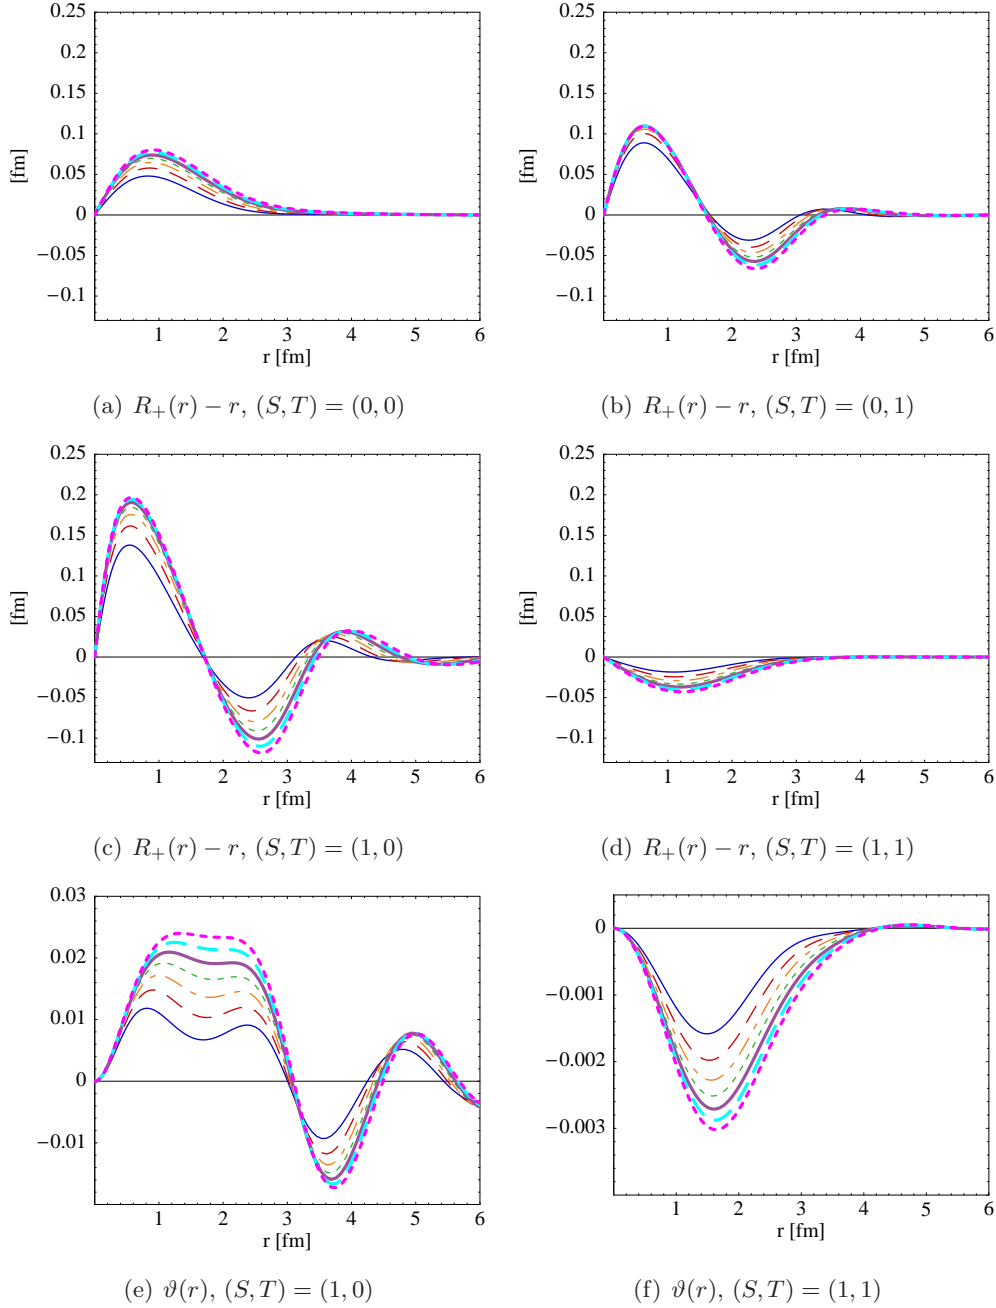 0.25
0.2
0.15
0.1
0.05
0
−0.05
−0.1
[fm]
1 2 3 4 5 6
r [fm]
(a) R₊(r) − r, (S, T) = (0, 0)
0.25
0.2
0.15
0.1
0.05
0
−0.05
−0.1
[fm]
1 2 3 4 5 6
r [fm]
(b) R₊(r) − r, (S, T) = (0, 1)
0.25
0.2
0.15
0.1
0.05
0
−0.05
−0.1
[fm]
1 2 3 4 5 6
r [fm]
(c) R₊(r) − r, (S, T) = (1, 0)
0.25
0.2
0.15
0.1
0.05
0
−0.05
−0.1
[fm]
1 2 3 4 5 6
r [fm]
(d) R₊(r) − r, (S, T) = (1, 1)
0.03
0.02
0.01
0
−0.01
1 2 3 4 5 6
r [fm]
(e) ϑ(r), (S, T) = (1, 0)
0
−0.001
−0.002
−0.003
1 2 3 4 5 6
r [fm]
(f) ϑ(r), (S, T) = (1, 1)